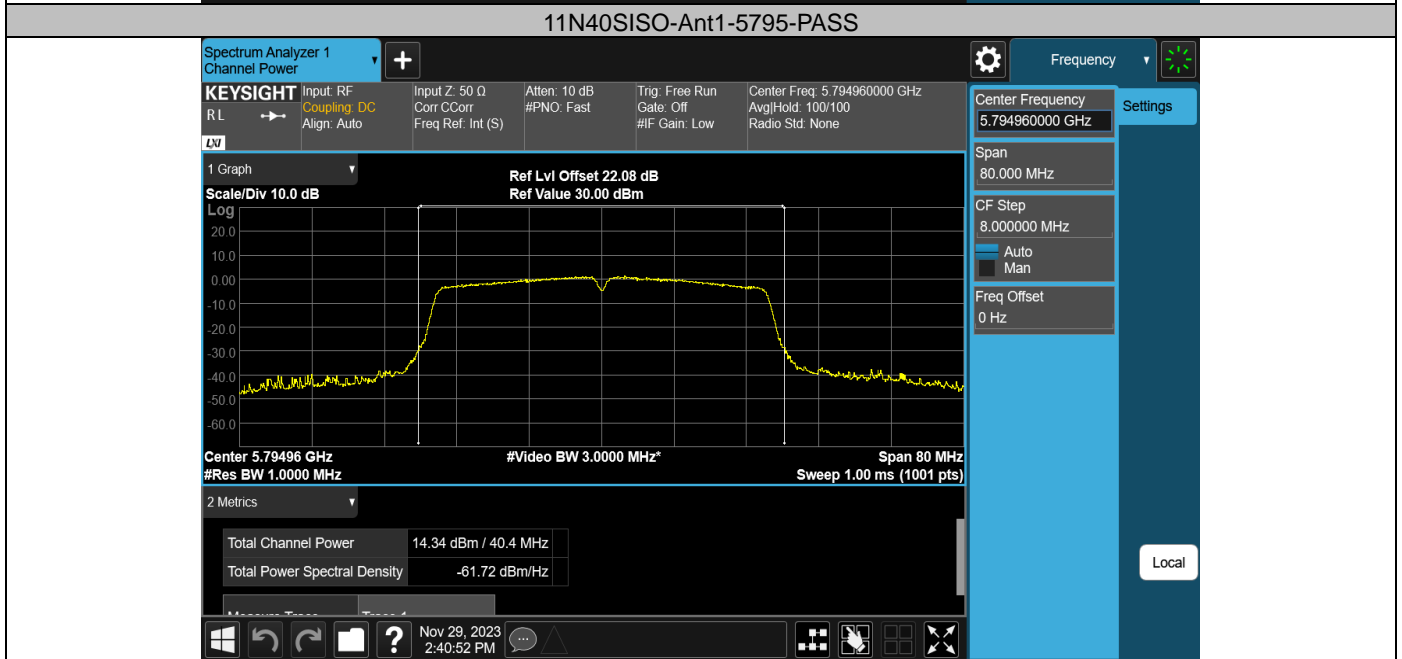 11N40SISO-Ant1-5795-PASS
Spectrum Analyzer 1
Channel Power
Frequency
KEYSIGHT
RL
LXI
Input: RF
Coupling: DC
Align: Auto
Input Z: 50 Ω
Corr CCorr
Freq Ref: Int (S)
Atten: 10 dB
#PNO: Fast
Trig: Free Run
Gate: Off
#IF Gain: Low
Center Freq: 5.794960000 GHz
Avg|Hold: 100/100
Radio Std: None
Center Frequency
5.794960000 GHz
Settings
Span
80.000 MHz
CF Step
8.000000 MHz
Auto
Man
Freq Offset
0 Hz
1 Graph
Scale/Div 10.0 dB
Ref Lvl Offset 22.08 dB
Ref Value 30.00 dBm
Log
20.0
10.0
0.00
-10.0
-20.0
-30.0
-40.0
-50.0
-60.0
Center 5.79496 GHz
#Video BW 3.0000 MHz*
Span 80 MHz
#Res BW 1.0000 MHz
Sweep 1.00 ms (1001 pts)
2 Metrics
Total Channel Power 14.34 dBm / 40.4 MHz
Total Power Spectral Density -61.72 dBm/Hz
Measure Trace Trace 1
Local
Nov 29, 2023
2:40:52 PM